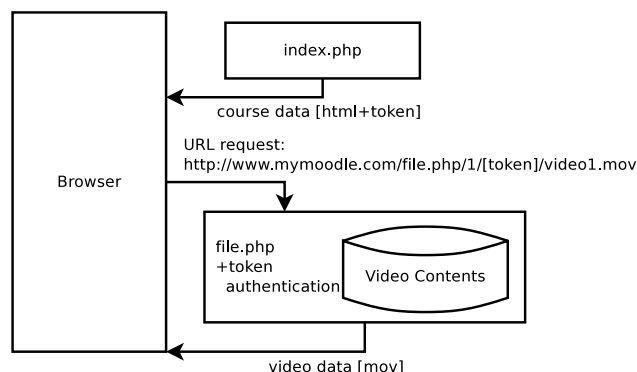 index.php
course data [html+token]
URL request:
http://www.mymoodle.com/file.php/1/[token]/video1.mov
Browser
file.php
+token
authentication
Video Contents
video data [mov]